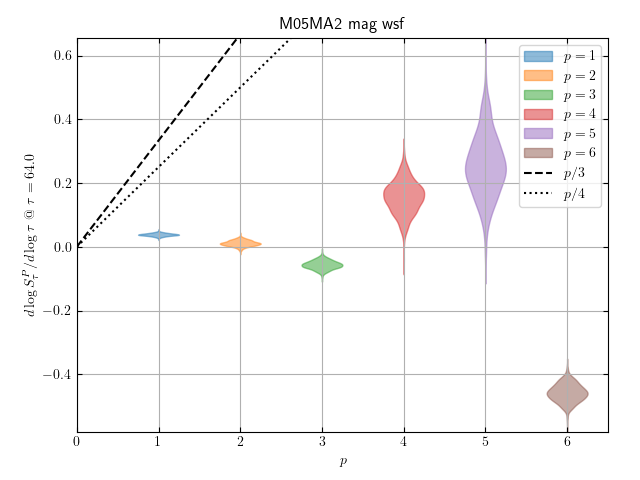 M05MA2 mag wsf
d log S_τ^P / d log τ @ τ = 64.0
0.6
0.4
0.2
0.0
−0.2
−0.4
0 1 2 3 4 5 6
p
p = 1
p = 2
p = 3
p = 4
p = 5
p = 6
p/3
p/4